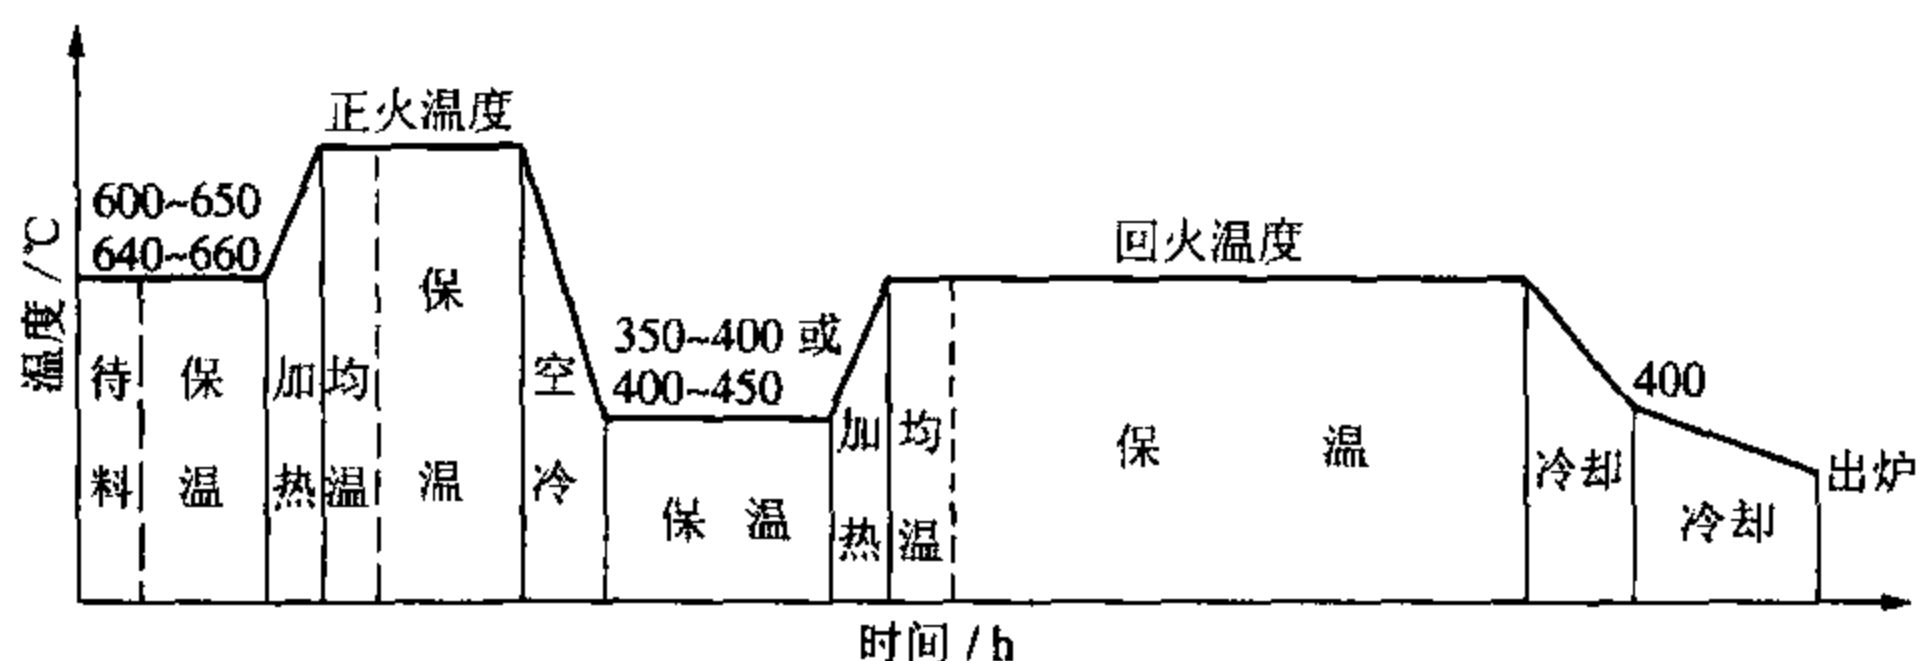 正火温度
600~650
640~660
回火温度
350~400 或
400~450
400
温度/℃
待料
保温
加热
均温
保温
空冷
保温
加热
均温
保温
冷却
冷却
出炉
时间/h